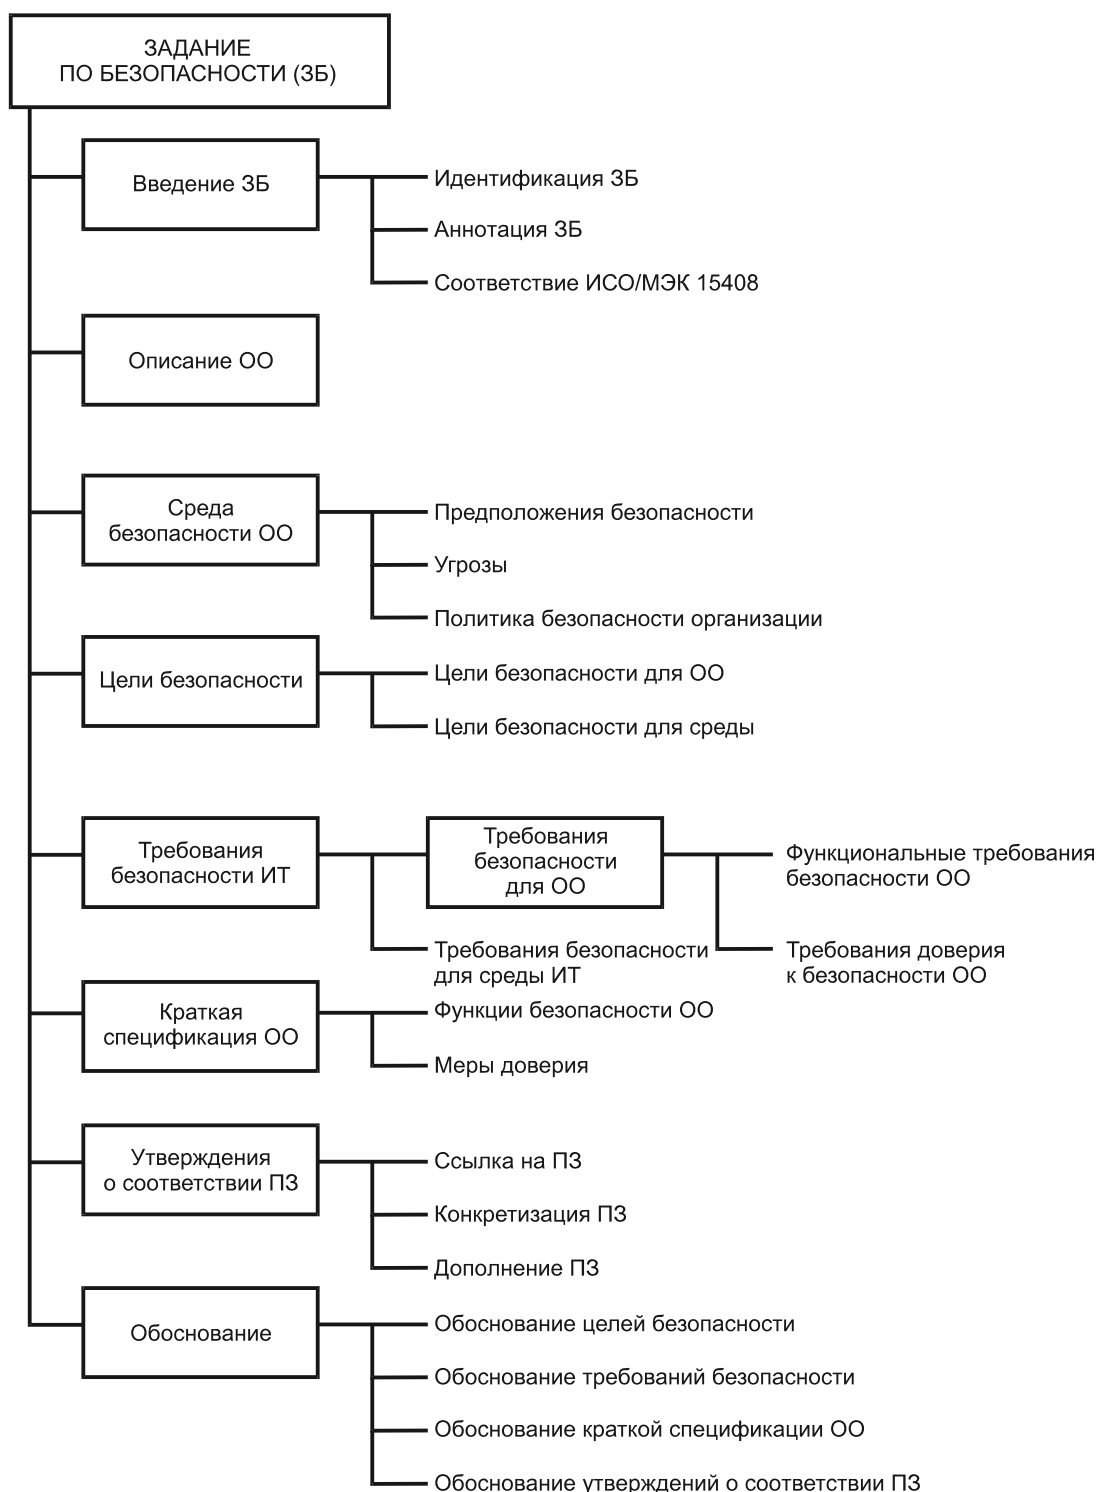 ЗАДАНИЕ
ПО БЕЗОПАСНОСТИ (ЗБ)
Введение ЗБ
Идентификация ЗБ
Аннотация ЗБ
Соответствие ИСО/МЭК 15408
Описание ОО
Среда
безопасности ОО
Предположения безопасности
Угрозы
Политика безопасности организации
Цели безопасности
Цели безопасности для ОО
Цели безопасности для среды
Требования
безопасности ИТ
Требования
безопасности
для ОО
Функциональные требования
безопасности ОО
Требования доверия
к безопасности ОО
Требования безопасности
для среды ИТ
Краткая
спецификация ОО
Функции безопасности ОО
Меры доверия
Утверждения
о соответствии ПЗ
Ссылка на ПЗ
Конкретизация ПЗ
Дополнение ПЗ
Обоснование
Обоснование целей безопасности
Обоснование требований безопасности
Обоснование краткой спецификации ОО
Обоснование утверждений о соответствии ПЗ